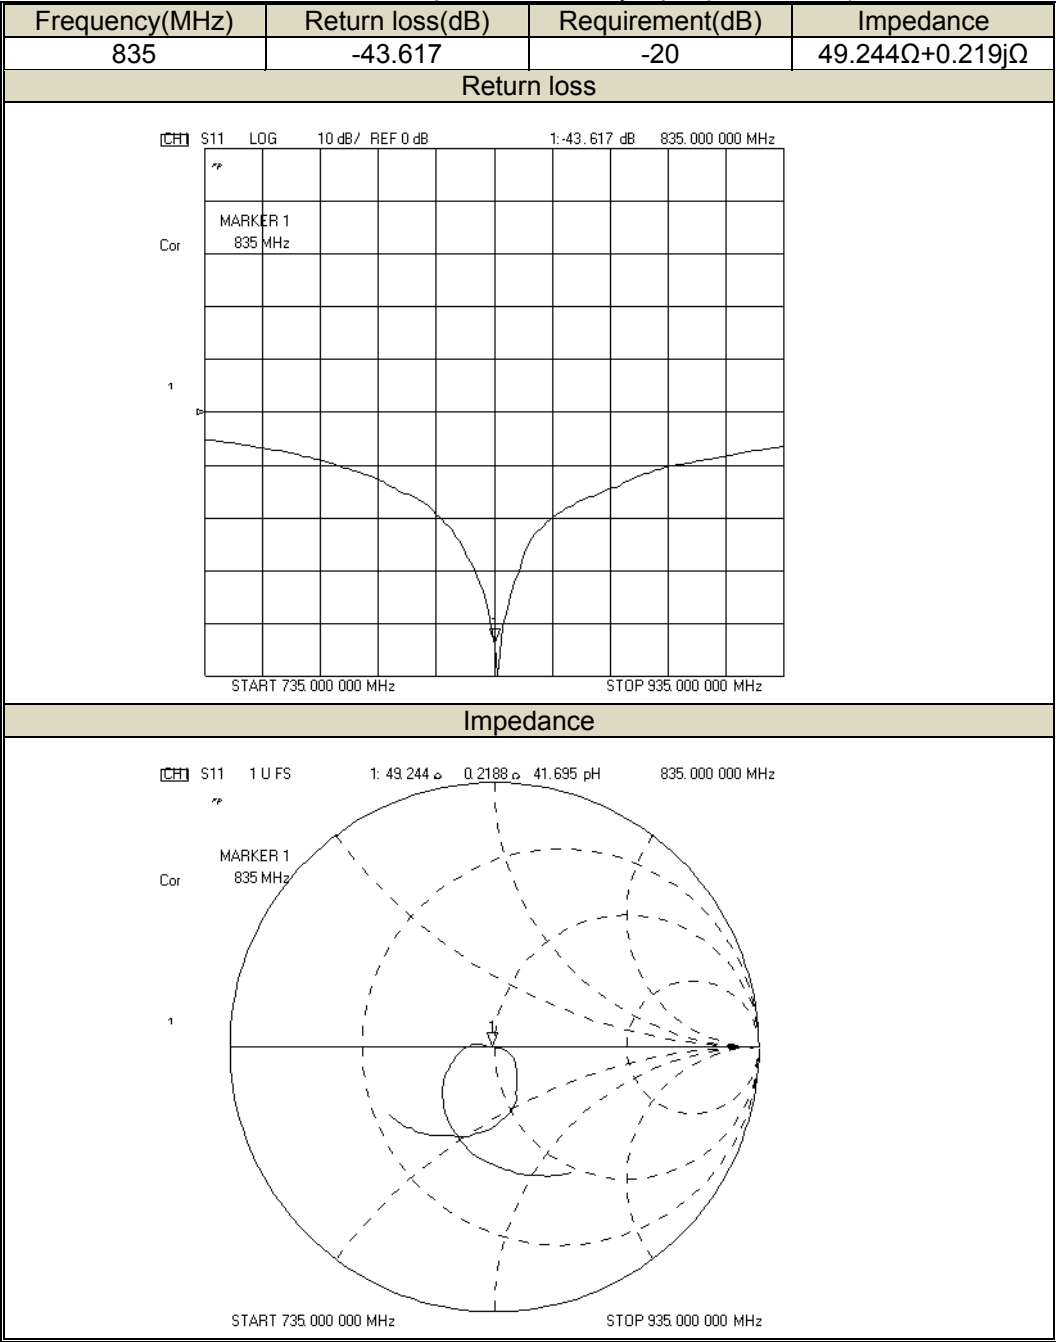 Frequency(MHz) Return loss(dB) Requirement(dB) Impedance
835 -43.617 -20 49.244Ω+0.219jΩ
Return loss
CH1 S11 LOG 10 dB/ REF 0 dB 1:-43.617 dB 835.000 000 MHz
MARKER 1
835 MHz
Cor
1
START 735.000 000 MHz STOP 935.000 000 MHz
Impedance
CH1 S11 1 U FS 1: 49.244 Ω 0.2188 Ω 41.695 pH 835.000 000 MHz
MARKER 1
835 MHz
Cor
1
1
START 735.000 000 MHz STOP 935.000 000 MHz